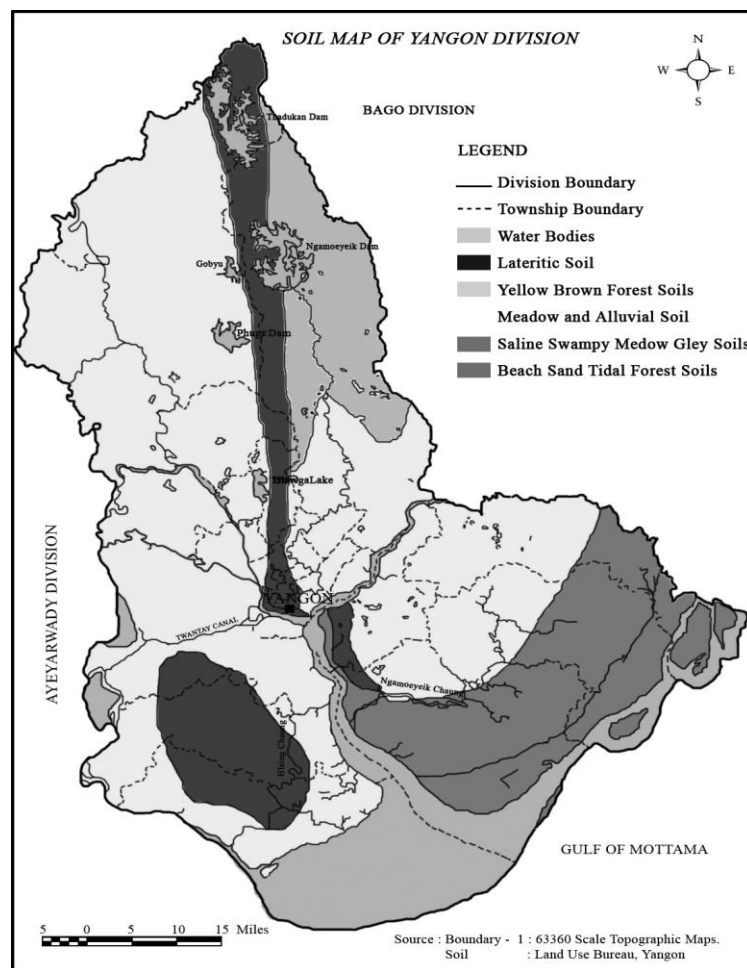 SOIL MAP OF YANGON DIVISION
N
W E
S
BAGO DIVISION
Thadukan Dam
LEGEND
Division Boundary
Township Boundary
Water Bodies
Lateritic Soil
Yellow Brown Forest Soils
Meadow and Alluvial Soil
Saline Swampy Medow Gley Soils
Beach Sand Tidal Forest Soils
Ngamoeyeik Dam
Gobyu
Phugy Dam
HlawgaLake
AYEYARWADY DIVISION
YANGON
TWANTAY CANAL
Ngamoeyeik Chaung
GULF OF MOTTAMA
5 0 5 10 15 Miles
Source : Boundary - 1 : 63360 Scale Topographic Maps.
Soil : Land Use Bureau, Yangon